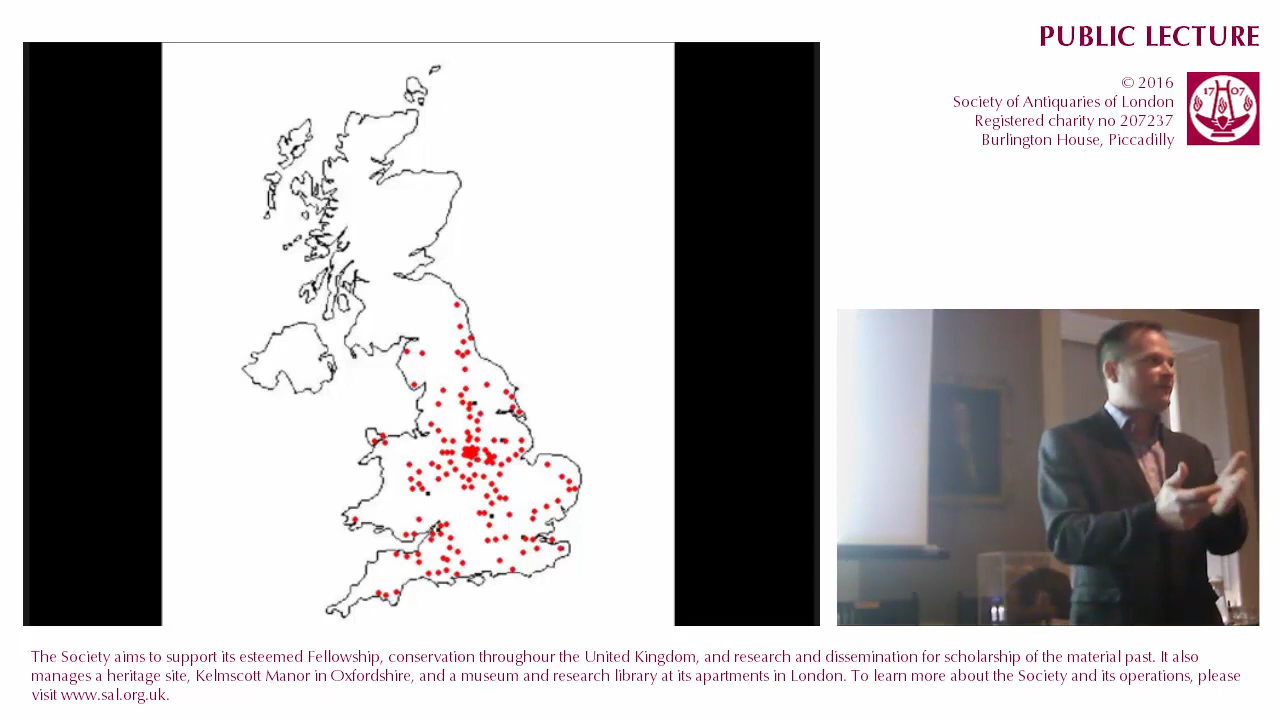 PUBLIC LECTURE
© 2016
Society of Antiquaries of London
Registered charity no 207237
Burlington House, Piccadilly
17 07
The Society aims to support its esteemed Fellowship, conservation throughour the United Kingdom, and research and dissemination for scholarship of the material past. It also
manages a heritage site, Kelmscott Manor in Oxfordshire, and a museum and research library at its apartments in London. To learn more about the Society and its operations, please
visit www.sal.org.uk.